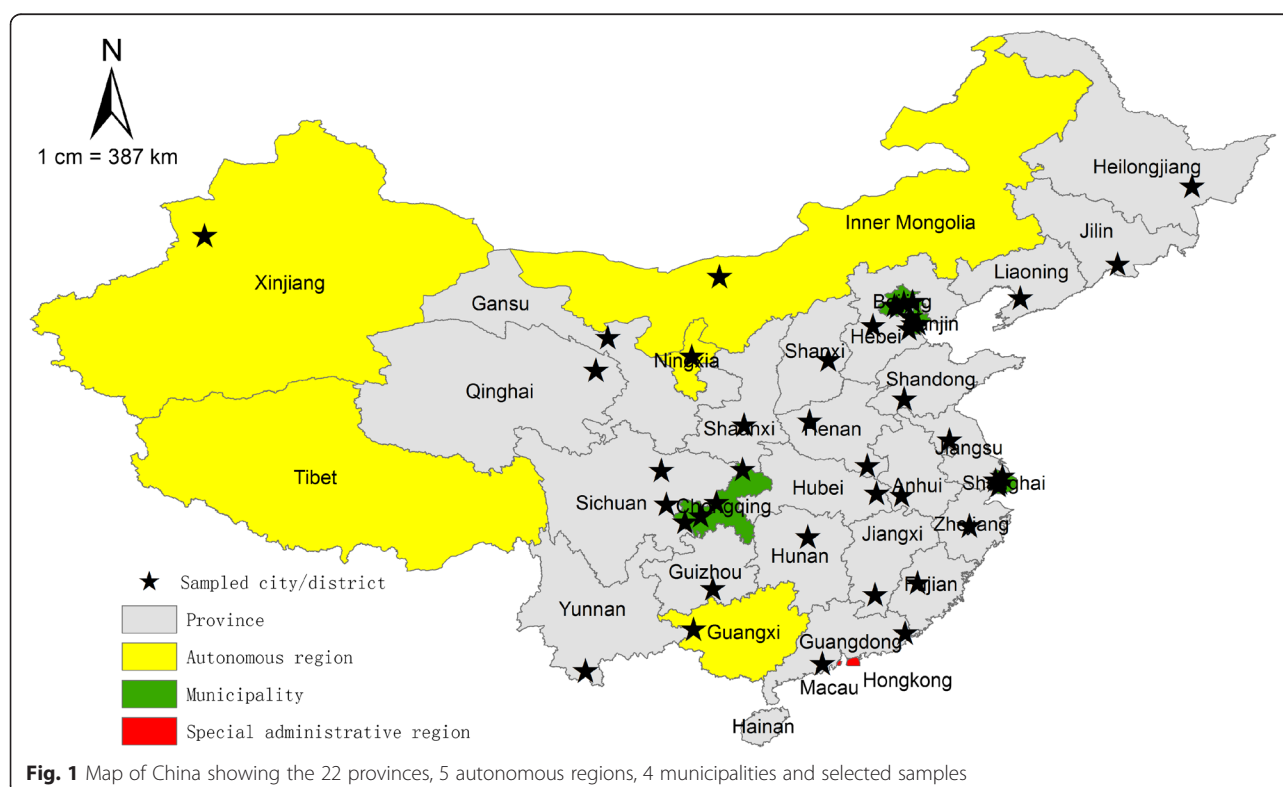 N
1 cm = 387 km
Heilongjiang
Inner Mongolia
Jilin
Xinjiang
Liaoning
Gansu
Beijing
Tianjin
Hebei
Ningxia
Shanxi
Qinghai
Shandong
Shaanxi
Henan
Jiangsu
Tibet
Sichuan
Chongqing
Hubei
Anhui
Shanghai
Zhejiang
Jiangxi
Hunan
Guizhou
Fujian
Yunnan
Guangxi
Guangdong
Macau
Hongkong
Hainan
Sampled city/district
Province
Autonomous region
Municipality
Special administrative region
Fig. 1 Map of China showing the 22 provinces, 5 autonomous regions, 4 municipalities and selected samples